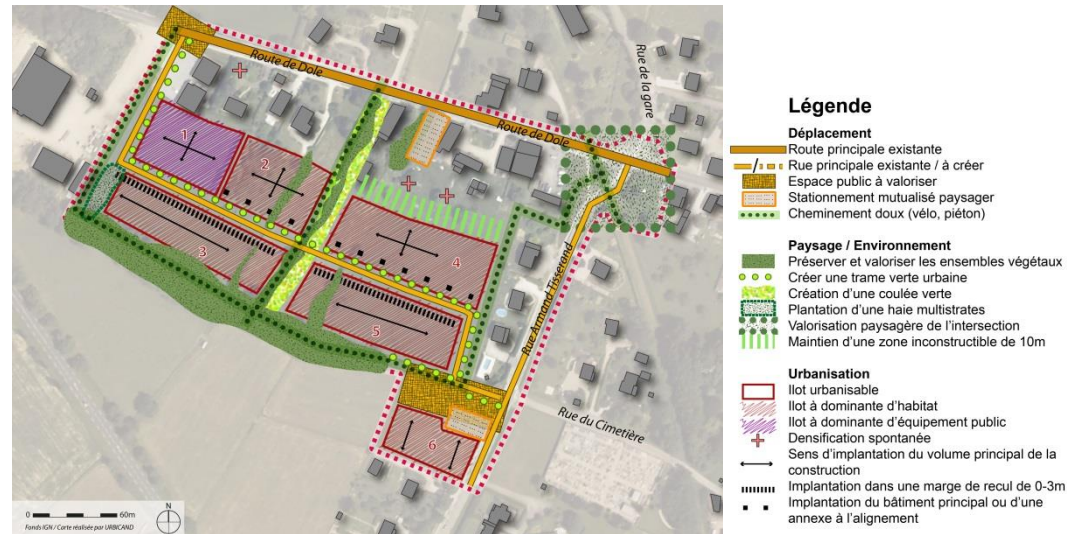 Route de Dole
Rue de la gare
Route de Dole
1
2
3
4
5
6
Rue Armand Tisserand
Rue du Cimetière
0 60m
N
Fonds IGN / Carte réalisée par URBICAND
Légende
Déplacement
Route principale existante
Rue principale existante / à créer
Espace public à valoriser
Stationnement mutualisé paysager
Cheminement doux (vélo, piéton)
Paysage / Environnement
Préserver et valoriser les ensembles végétaux
Créer une trame verte urbaine
Création d'une coulée verte
Plantation d'une haie multistrates
Valorisation paysagère de l'intersection
Maintien d'une zone inconstructible de 10m
Urbanisation
Ilot urbanisable
Ilot à dominante d'habitat
Ilot à dominante d'équipement public
Densification spontanée
Sens d'implantation du volume principal de la
construction
Implantation dans une marge de recul de 0-3m
Implantation du bâtiment principal ou d'une
annexe à l'alignement